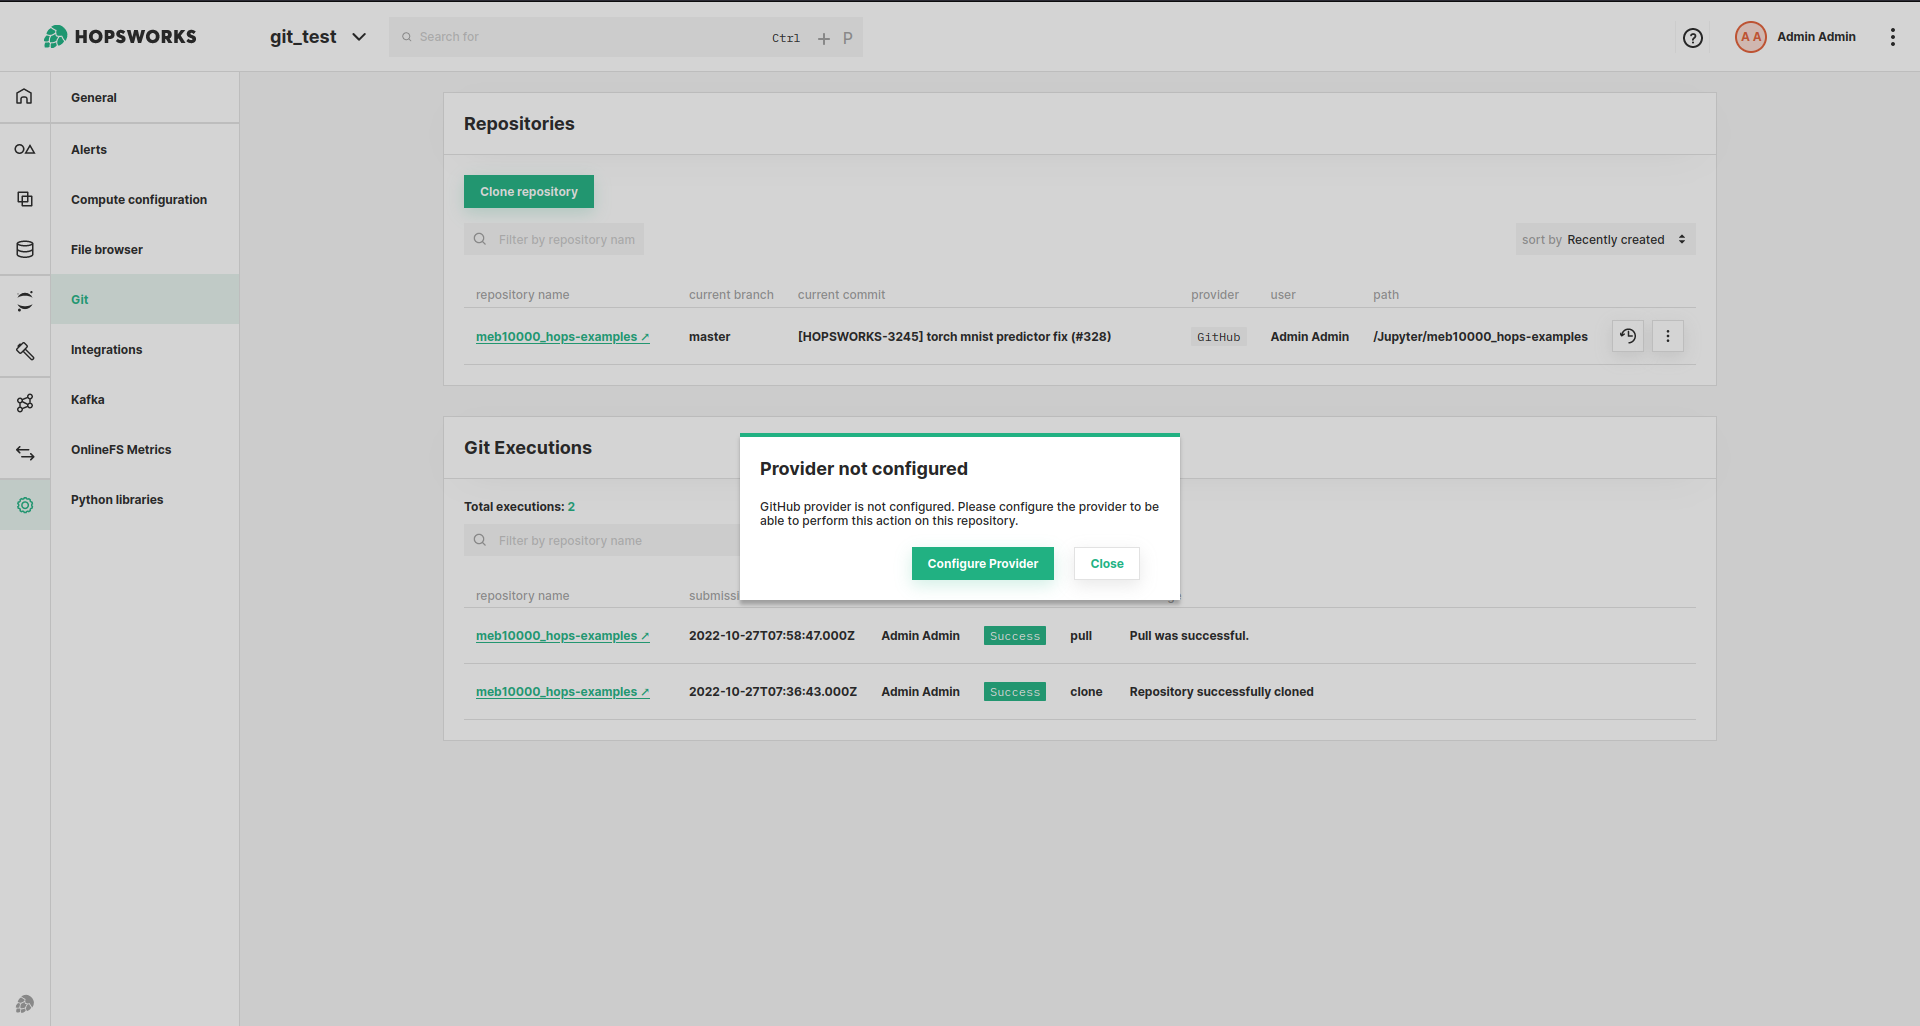 HOPSWORKS
git_test
Search for
Ctrl + P
A A
Admin Admin
General
Alerts
Compute configuration
File browser
Git
Integrations
Kafka
OnlineFS Metrics
Python libraries
Repositories
Clone repository
Filter by repository nam
sort by Recently created
repository name current branch current commit provider user path
meb10000_hops-examples master [HOPSWORKS-3245] torch mnist predictor fix (#328) GitHub Admin Admin /Jupyter/meb10000_hops-examples
Git Executions
Total executions: 2
Filter by repository name
Provider not configured
GitHub provider is not configured. Please configure the provider to be
able to perform this action on this repository.
Configure Provider
Close
repository name
meb10000_hops-examples 2022-10-27T07:58:47.000Z Admin Admin Success pull Pull was successful.
meb10000_hops-examples 2022-10-27T07:36:43.000Z Admin Admin Success clone Repository successfully cloned